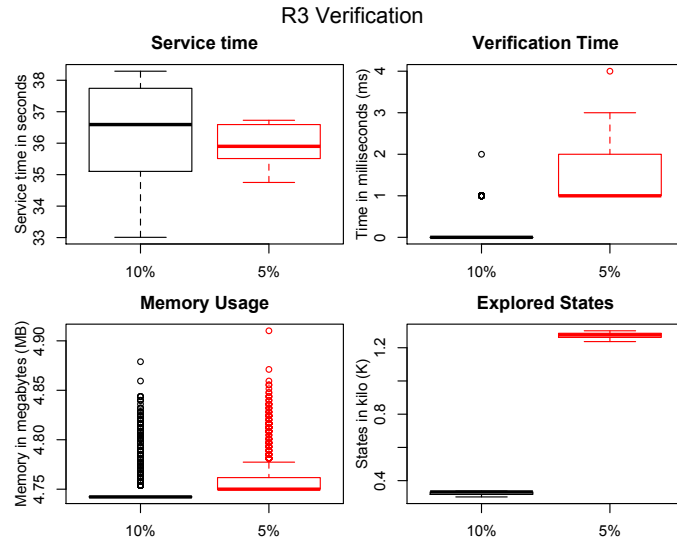 R3 Verification
Service time
Service time in seconds
38
37
36
35
34
33
10%
5%
Verification Time
Time in milliseconds (ms)
4
3
2
1
0
10%
5%
Memory Usage
Memory in megabytes (MB)
4.90
4.85
4.80
4.75
10%
5%
Explored States
States in kilo (K)
1.2
0.8
0.4
10%
5%